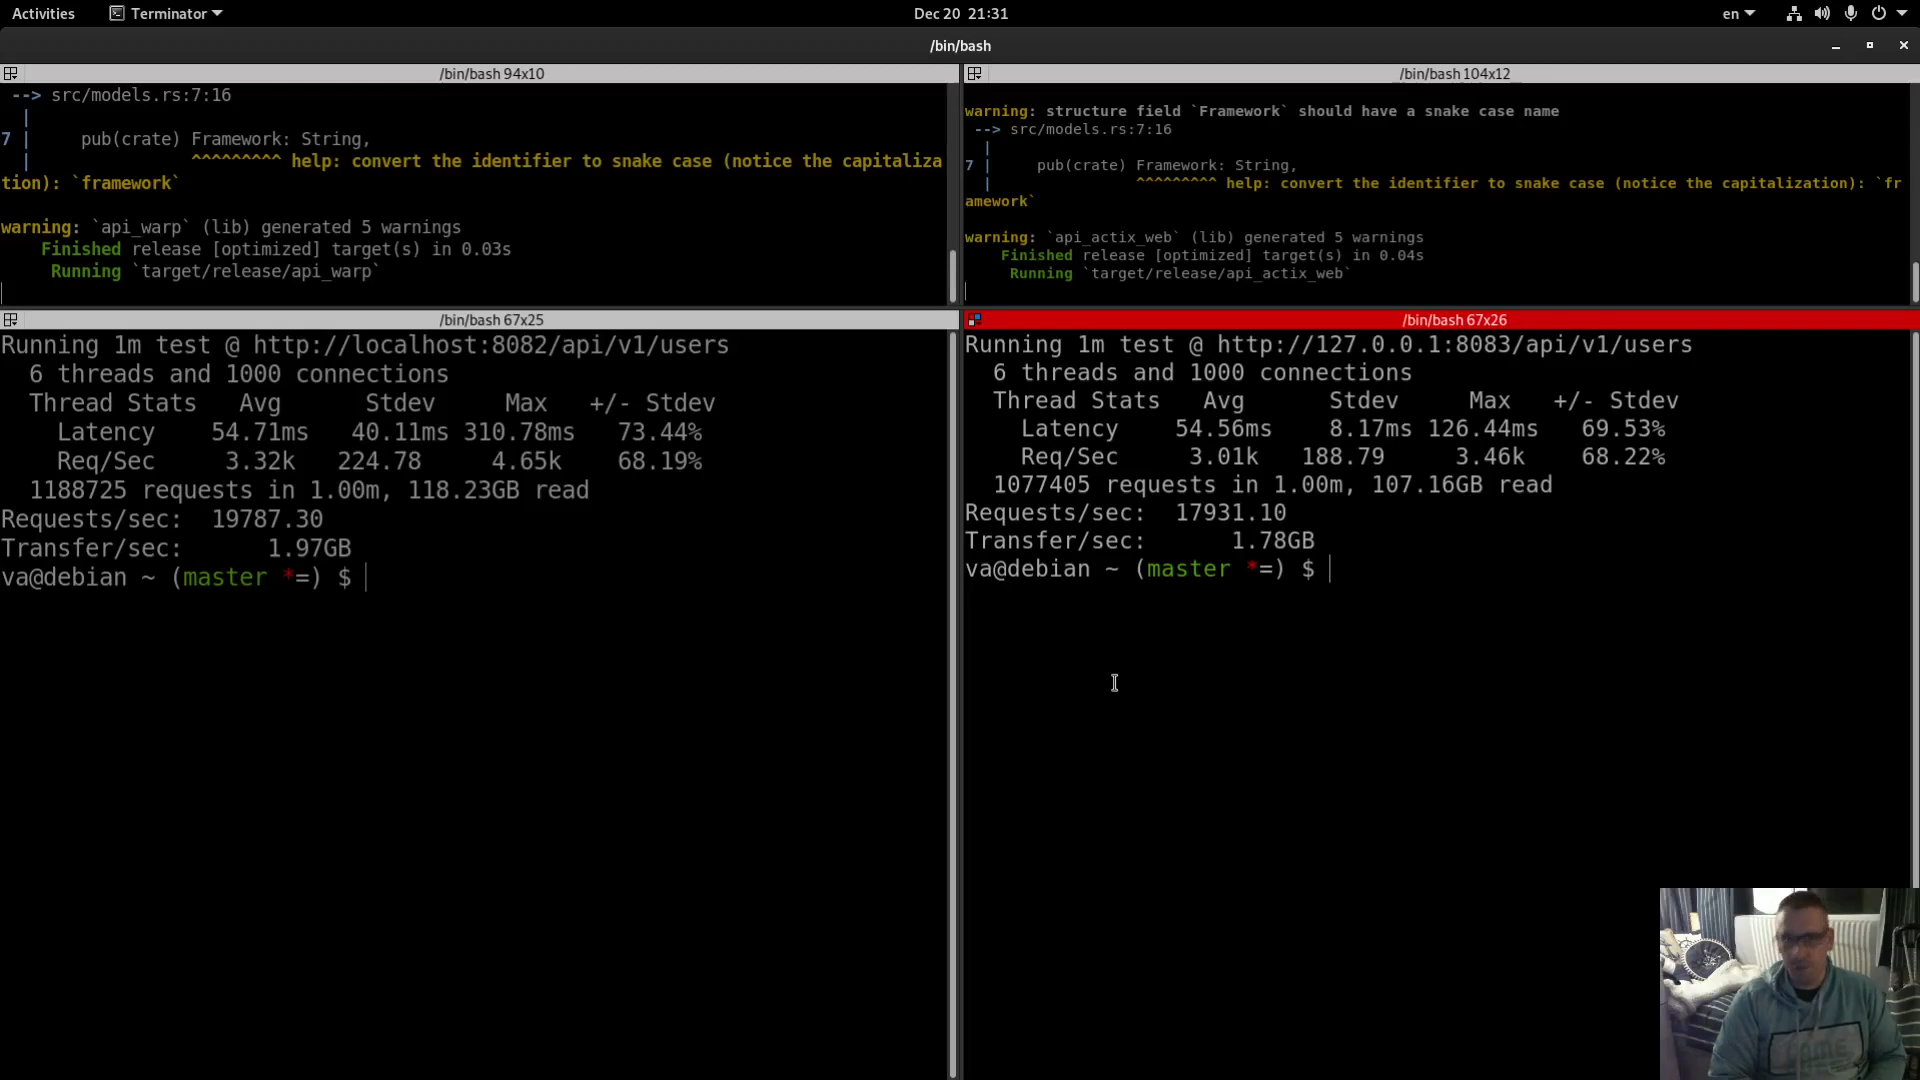 Activities Terminator Dec 20 21:31 en
/bin/bash
/bin/bash 94x10
--> src/models.rs:7:16
|
7 | pub(crate) Framework: String,
| ^^^^^^^^^ help: convert the identifier to snake case (notice the capitaliza
tion): `framework`
warning: `api_warp` (lib) generated 5 warnings
Finished release [optimized] target(s) in 0.03s
Running `target/release/api_warp`
/bin/bash 104x12
warning: structure field `Framework` should have a snake case name
--> src/models.rs:7:16
|
7 | pub(crate) Framework: String,
| ^^^^^^^^^ help: convert the identifier to snake case (notice the capitalization): `fr
amework`
warning: `api_actix_web` (lib) generated 5 warnings
Finished release [optimized] target(s) in 0.04s
Running `target/release/api_actix_web`
/bin/bash 67x25
Running 1m test @ http://localhost:8082/api/v1/users
6 threads and 1000 connections
Thread Stats Avg Stdev Max +/- Stdev
Latency 54.71ms 40.11ms 310.78ms 73.44%
Req/Sec 3.32k 224.78 4.65k 68.19%
1188725 requests in 1.00m, 118.23GB read
Requests/sec: 19787.30
Transfer/sec: 1.97GB
va@debian ~ (master *=) $
/bin/bash 67x26
Running 1m test @ http://127.0.0.1:8083/api/v1/users
6 threads and 1000 connections
Thread Stats Avg Stdev Max +/- Stdev
Latency 54.56ms 8.17ms 126.44ms 69.53%
Req/Sec 3.01k 188.79 3.46k 68.22%
1077405 requests in 1.00m, 107.16GB read
Requests/sec: 17931.10
Transfer/sec: 1.78GB
va@debian ~ (master *=) $